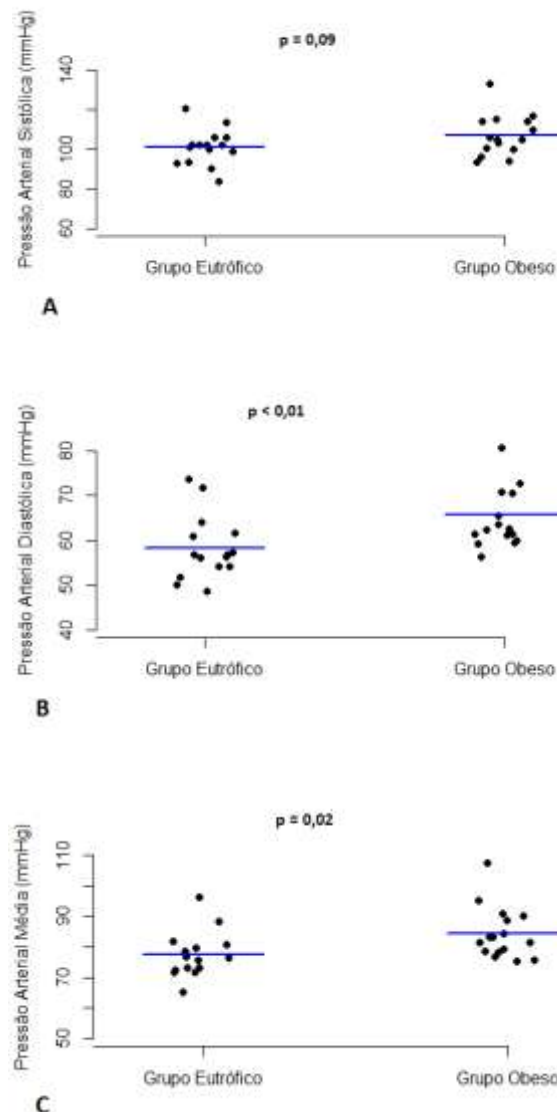 p = 0,09
Pressão Arterial Sistólica (mmHg)
140
100
80
60
Grupo Eutrófico
Grupo Obeso
A
p < 0,01
Pressão Arterial Diastólica (mmHg)
80
70
60
50
40
Grupo Eutrófico
Grupo Obeso
B
p = 0,02
Pressão Arterial Média (mmHg)
110
90
70
50
Grupo Eutrófico
Grupo Obeso
C